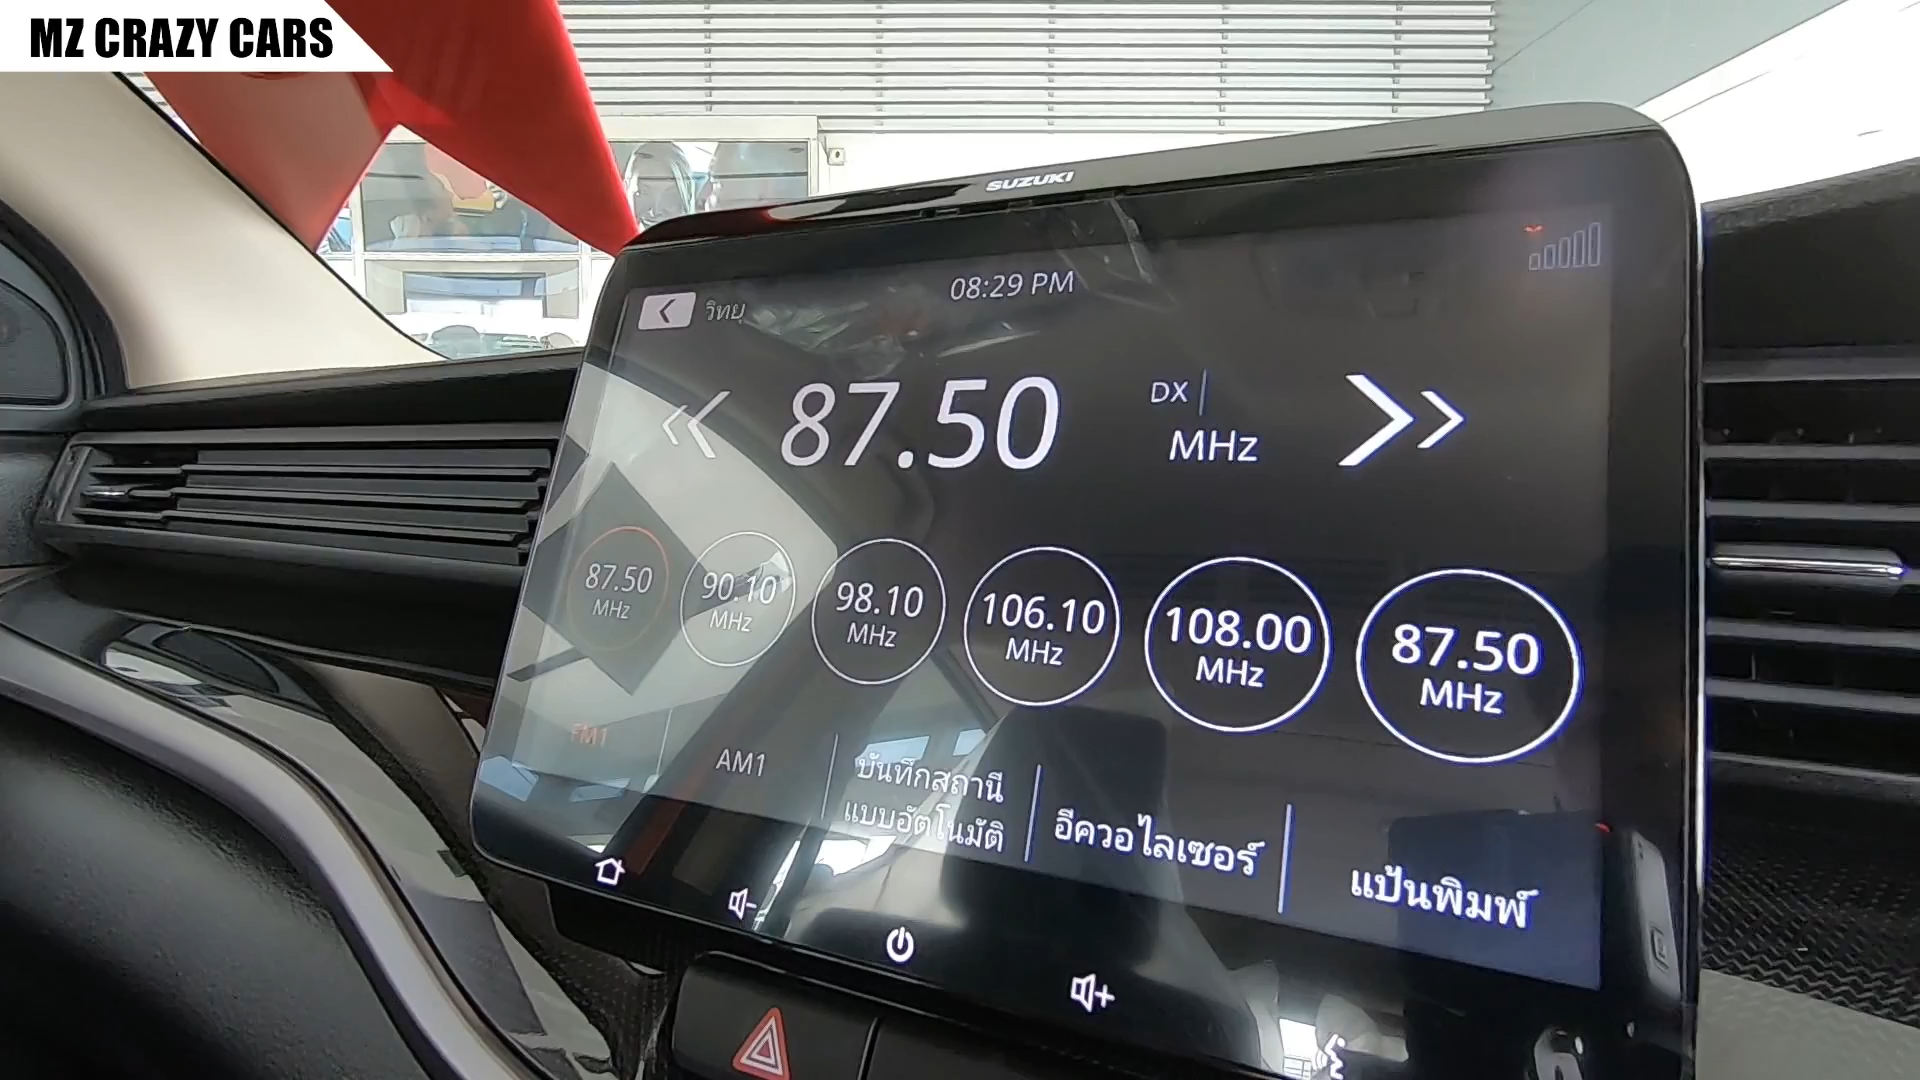 MZ CRAZY CARS
SUZUKI
08:29 PM
วิทยุ
87.50
DX
MHz
87.50
MHz
90.10
MHz
98.10
MHz
106.10
MHz
108.00
MHz
87.50
MHz
FM1
AM1
บันทึกสถานี
แบบอัตโนมัติ
อีควอไลเซอร์
แป้นพิมพ์